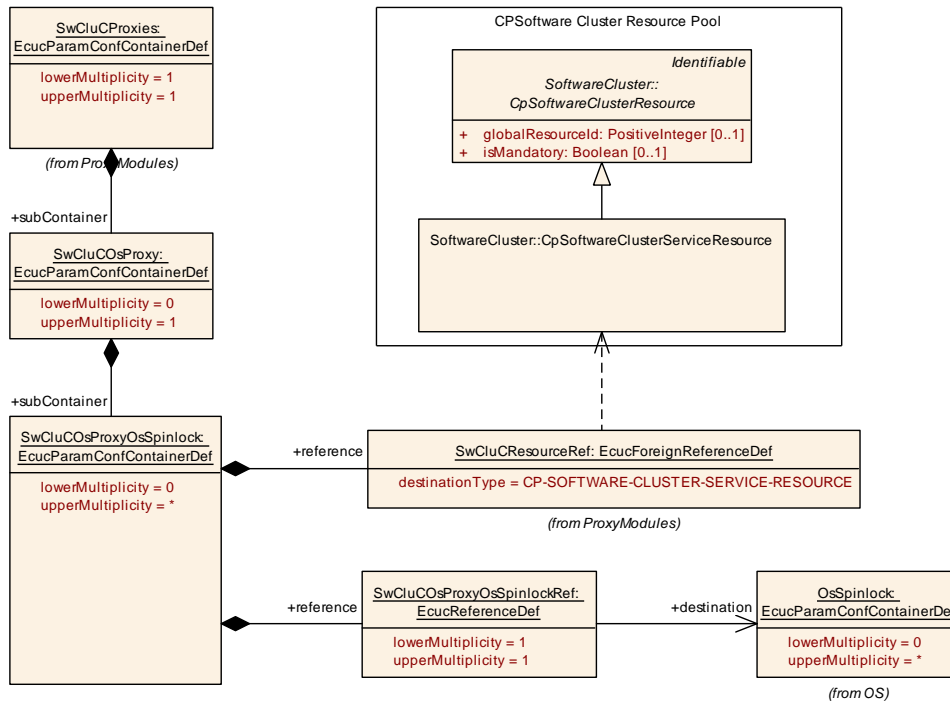 SwCluCProxies:
EcucParamConfContainerDef
lowerMultiplicity = 1
upperMultiplicity = 1
(from ProxyModules)
+subContainer
SwCluCOsProxy:
EcucParamConfContainerDef
lowerMultiplicity = 0
upperMultiplicity = 1
+subContainer
SwCluCOsProxyOsSpinlock:
EcucParamConfContainerDef
lowerMultiplicity = 0
upperMultiplicity = *
CPSoftware Cluster Resource Pool
Identifiable
SoftwareCluster::
CpSoftwareClusterResource
+ globalResourceId: PositiveInteger [0..1]
+ isMandatory: Boolean [0..1]
SoftwareCluster::CpSoftwareClusterServiceResource
+reference
SwCluCResourceRef: EcucForeignReferenceDef
destinationType = CP-SOFTWARE-CLUSTER-SERVICE-RESOURCE
(from ProxyModules)
+reference
SwCluCOsProxyOsSpinlockRef:
EcucReferenceDef
lowerMultiplicity = 1
upperMultiplicity = 1
+destination
OsSpinlock:
EcucParamConfContainerDe
lowerMultiplicity = 0
upperMultiplicity = *
(from OS)